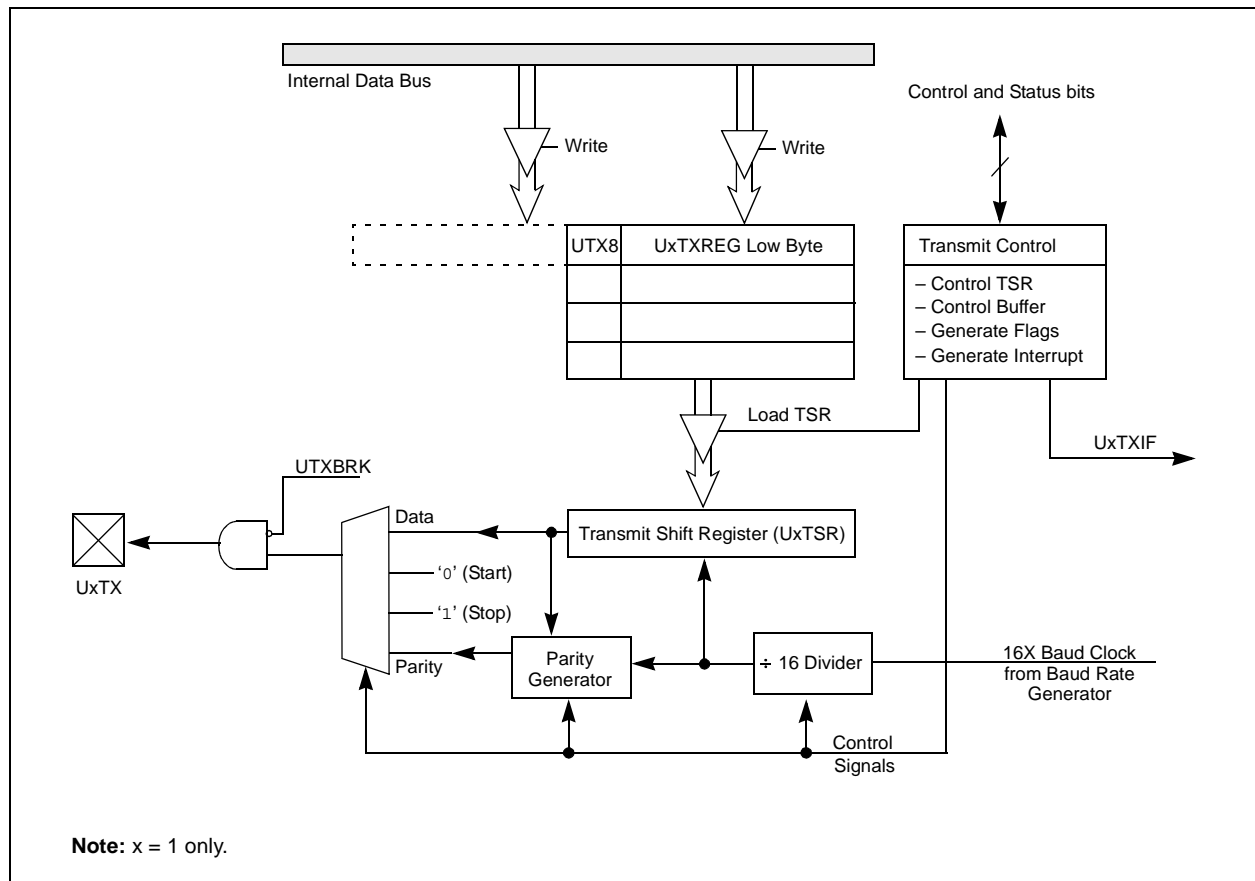 Internal Data Bus
Control and Status bits
Write
Write
UTX8
UxTXREG Low Byte
Transmit Control
– Control TSR
– Control Buffer
– Generate Flags
– Generate Interrupt
Load TSR
UxTXIF
UTXBRK
Data
Transmit Shift Register (UxTSR)
UxTX
‘0’ (Start)
‘1’ (Stop)
Parity
Parity
Generator
÷ 16 Divider
16X Baud Clock
from Baud Rate
Generator
Control
Signals
Note: x = 1 only.